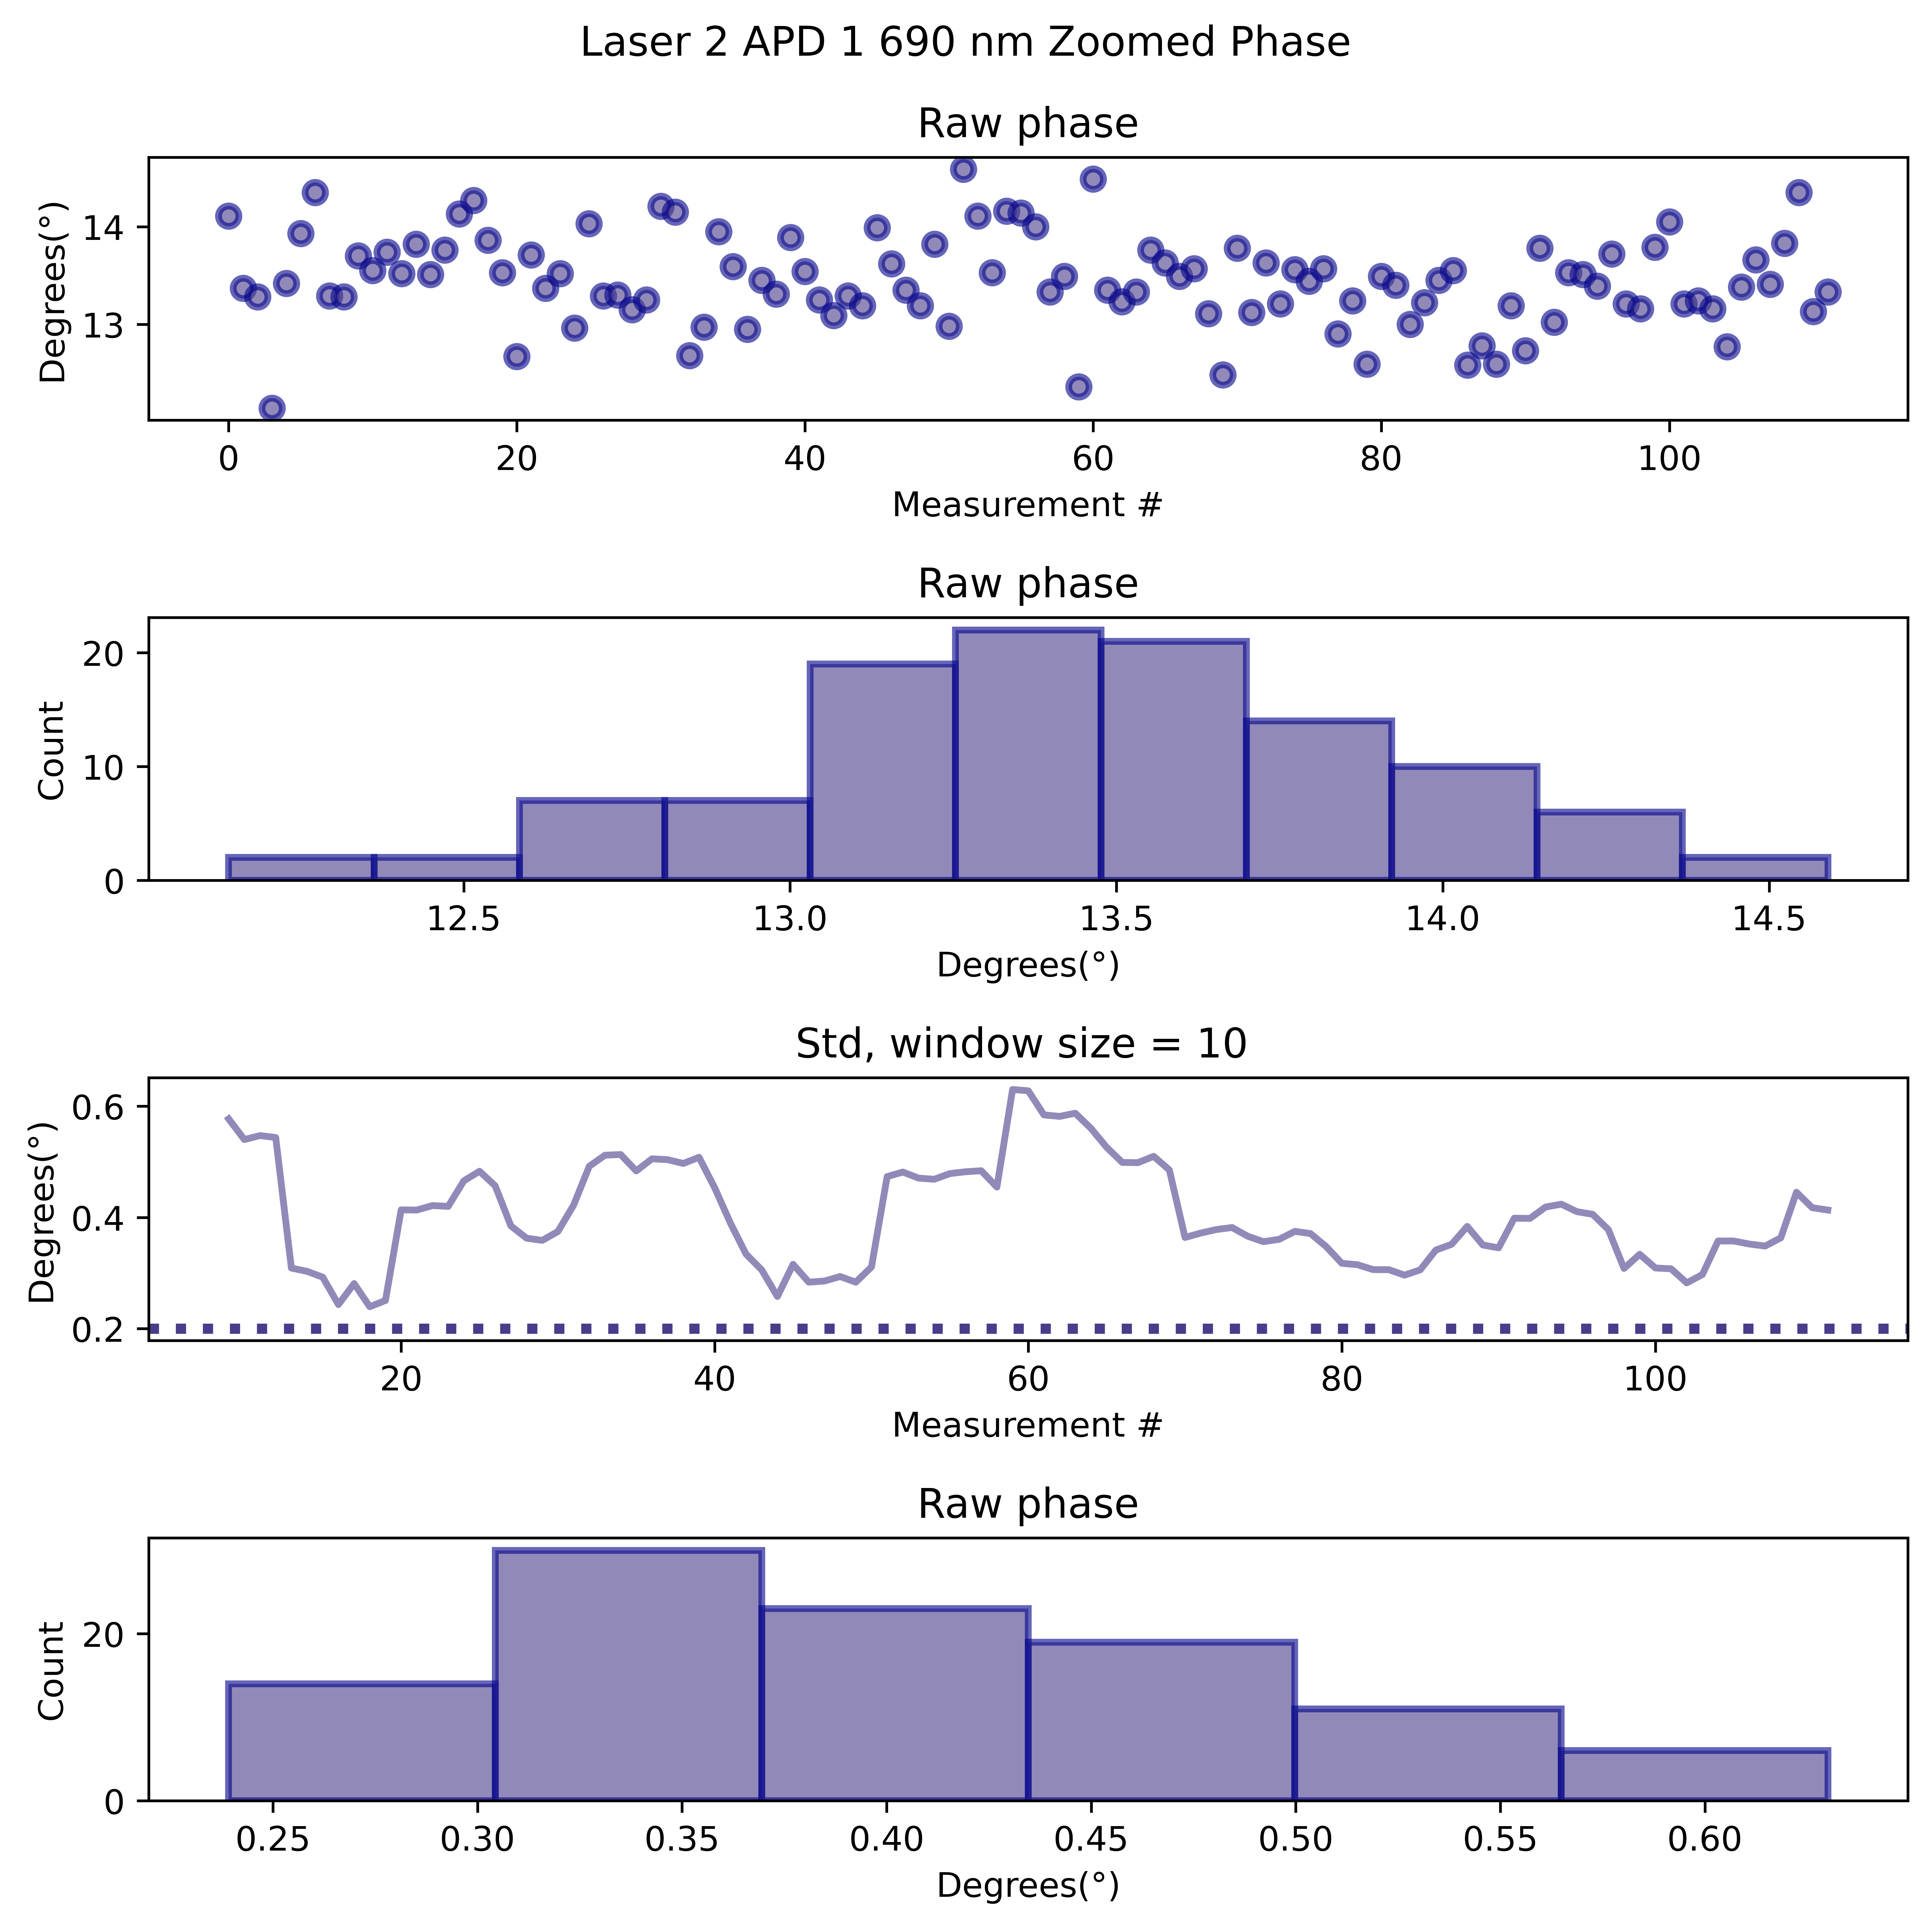 Laser 2 APD 1 690 nm Zoomed Phase
Raw phase
Degrees(°)
14
13
0 20 40 60 80 100
Measurement #
Raw phase
Count
20
10
0
12.5 13.0 13.5 14.0 14.5
Degrees(°)
Std, window size = 10
Degrees(°)
0.6
0.4
0.2
20 40 60 80 100
Measurement #
Raw phase
Count
20
0
0.25 0.30 0.35 0.40 0.45 0.50 0.55 0.60
Degrees(°)